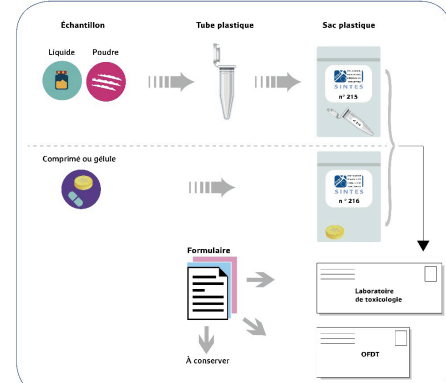 Échantillon
Tube plastique
Sac plastique
Liquide
Poudre
SINTES
n° 215
Comprimé ou gélule
SINTES
n° 216
Formulaire
Laboratoire
de toxicologie
OFDT
À conserver